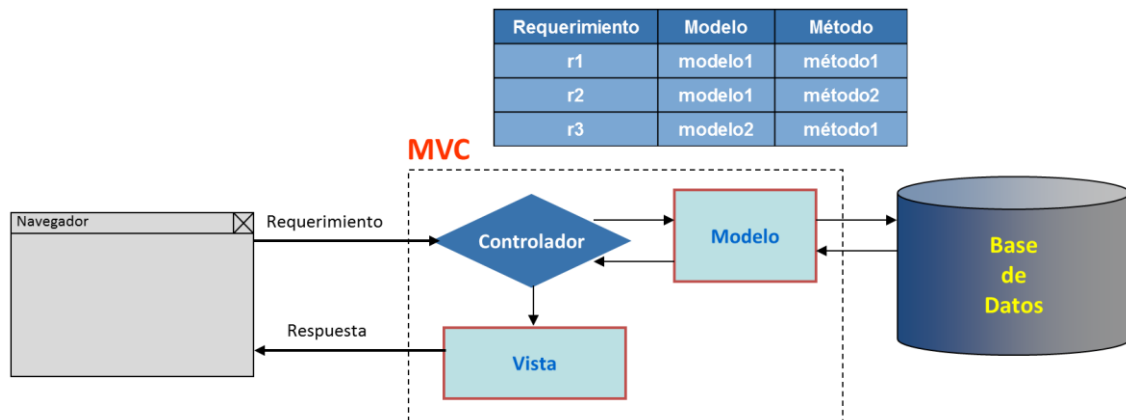 Requerimiento Modelo Método
r1 modelo1 método1
r2 modelo1 método2
r3 modelo2 método1
MVC
Navegador
Requerimiento
Controlador
Modelo
Base
de
Datos
Respuesta
Vista